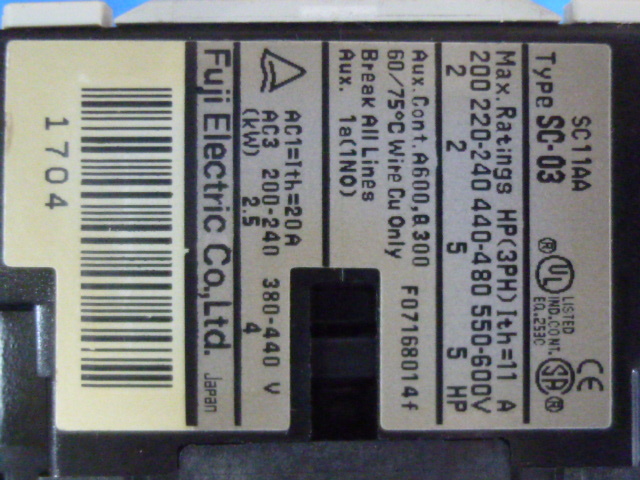 SC11AA
Type SC-03
UL LISTED
IND.CONT.
EQ.
SA
CE
Max. Ratings HP(3PH) Ith=11 A
200 220-240 440-480 550-600V
2 2 5 5 HP
Aux. Cont. A600,
60/75°C Wire Cu Only
Break All Lines
Aux. 1a(1NO)
F07168014f
AC1=Ith=20A
AC3 200-240 380-440 V
(kW) 2.5 4
Fuji Electric Co., Ltd. Japan
1704